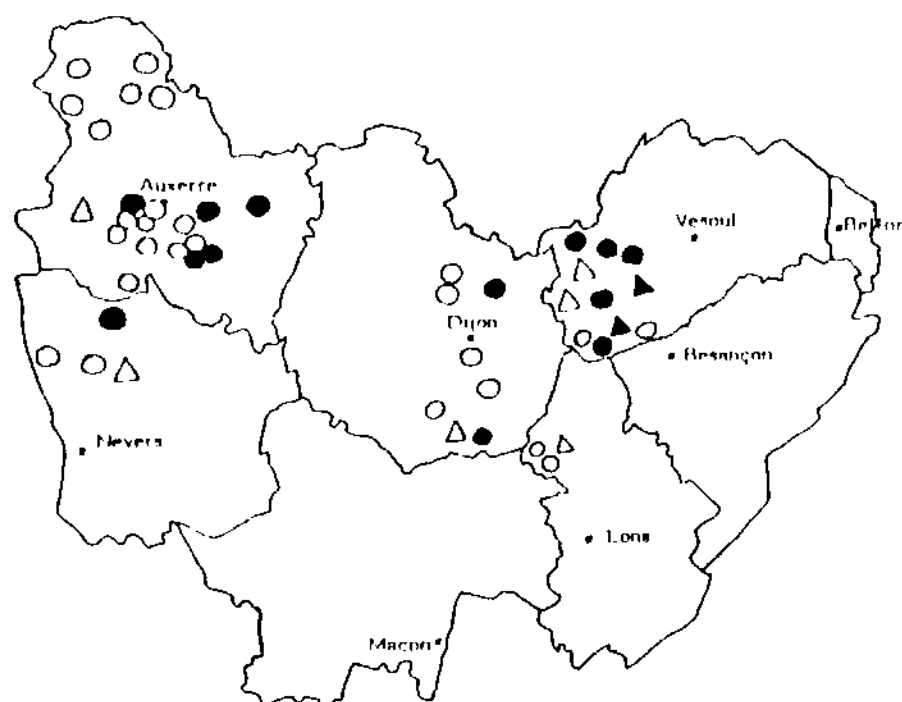 Auxerre
Vesoul
Belfort
Dijon
Besançon
Nevers
Lons
Macon